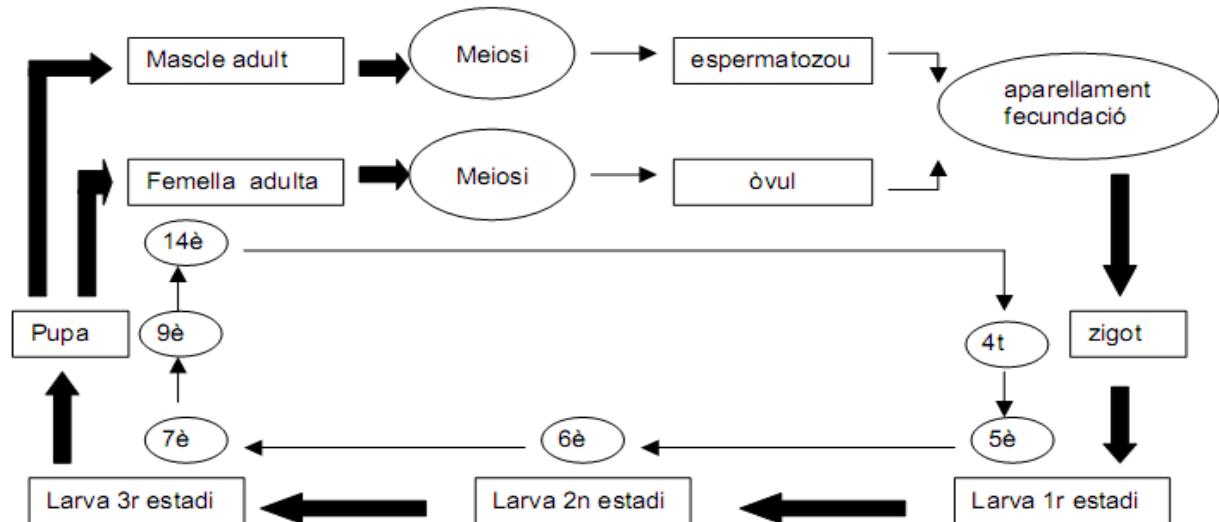 Mascle adult
Meiosi
espermatozou
aparellament
fecundació
Femella adulta
Meiosi
òvul
14è
Pupa
9è
4t
zigot
7è
6è
5è
Larva 3r estadi
Larva 2n estadi
Larva 1r estadi